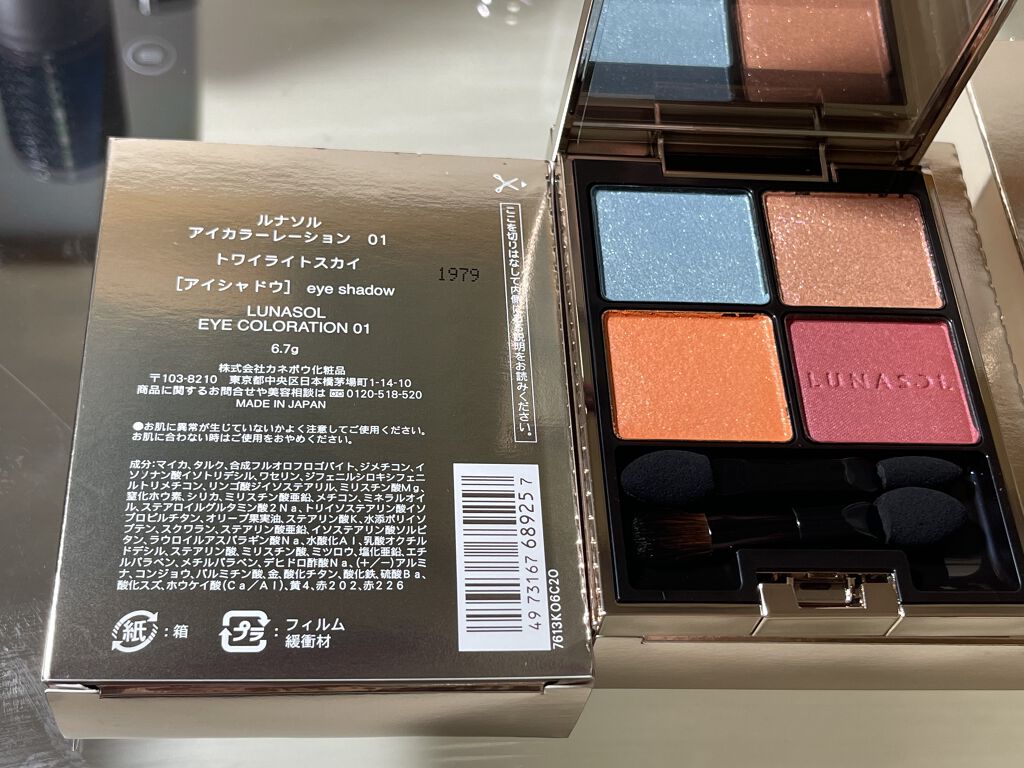 ルナソル
アイカラーレーション 01
トワイライトスカイ
[アイシャドウ] eye shadow
LUNASOL
EYE COLORATION 01
6.7g
1979
株式会社カネボウ化粧品
〒103-8210 東京都中央区日本橋茅場町1-14-10
商品に関するお問合せや美容相談は 0120-518-520
MADE IN JAPAN
●お肌に異常が生じていないかよく注意してご使用ください。
お肌に合わない時はご使用をおやめください。
成分:マイカ、タルク、合成フルオロフロゴパイト、ジメチコン、イ
ソノナン酸イソトリデシル、ワセリン、ジフェニルシロキシフェニ
ルトリメチコン、リンゴ酸ジイソステアリル、ミリスチン酸Mg、
窒化ホウ素、シリカ、ミリスチン酸亜鉛、メチコン、ミネラルオイ
ル、ステアロイルグルタミン酸2Na、トリイソステアリン酸イソ
プロピルチタン、オリーブ果実油、ステアリン酸K、水添ポリイソ
ブテン、スクワラン、ステアリン酸亜鉛、イソステアリン酸ソルビ
タン、ラウロイルアスパラギン酸Na、水酸化Al、乳酸オクチル
ドデシル、ステアリン酸、ミリスチン酸、ミツロウ、塩化亜鉛、エチ
ルパラベン、メチルパラベン、デヒドロ酢酸Na、(+/-)アルミ
ナ、コンジョウ、パルミチン酸、金、酸化チタン、酸化鉄、硫酸Ba、
酸化スズ、ホウケイ酸(Ca/Al)、黄4、赤202、赤226
紙:箱
プラ:フィルム
緩衝材
ここを切りはなして内側の説明をお読みください。
4973167689257
7613K06C20
LUNASOL